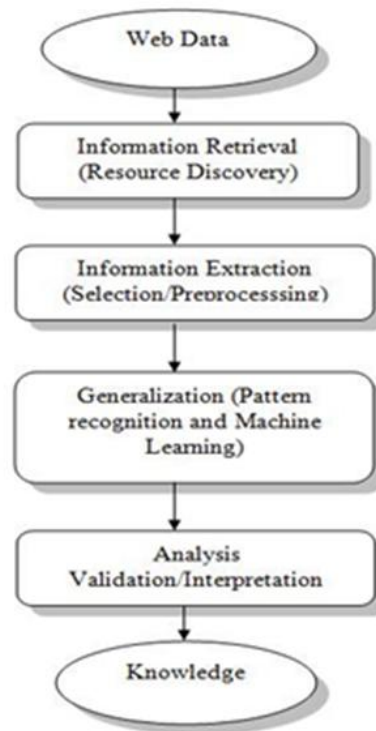 Web Data
Information Retrieval
(Resource Discovery)
Information Extraction
(Selection/Preprocesssing)
Generalization (Pattern
recognition and Machine
Learning)
Analysis
Validation/Interpretation
Knowledge